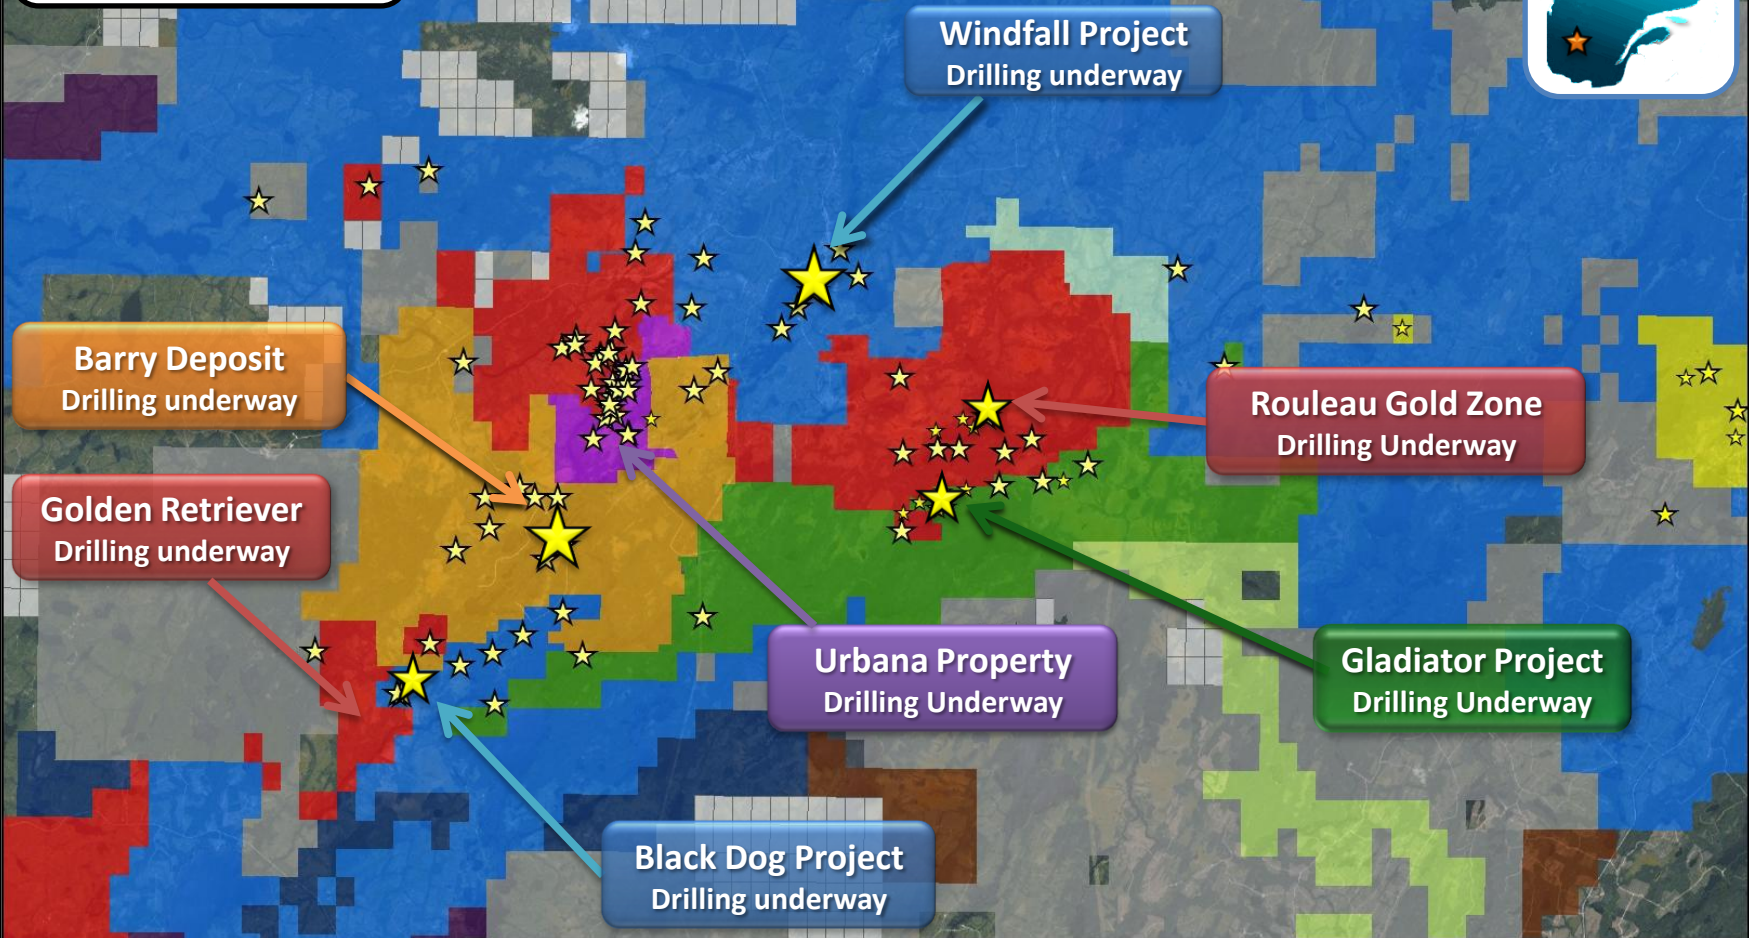 Windfall Project
Drilling underway
Barry Deposit
Drilling underway
Rouleau Gold Zone
Drilling Underway
Golden Retriever
Drilling underway
Urbana Property
Drilling Underway
Gladiator Project
Drilling Underway
Black Dog Project
Drilling underway